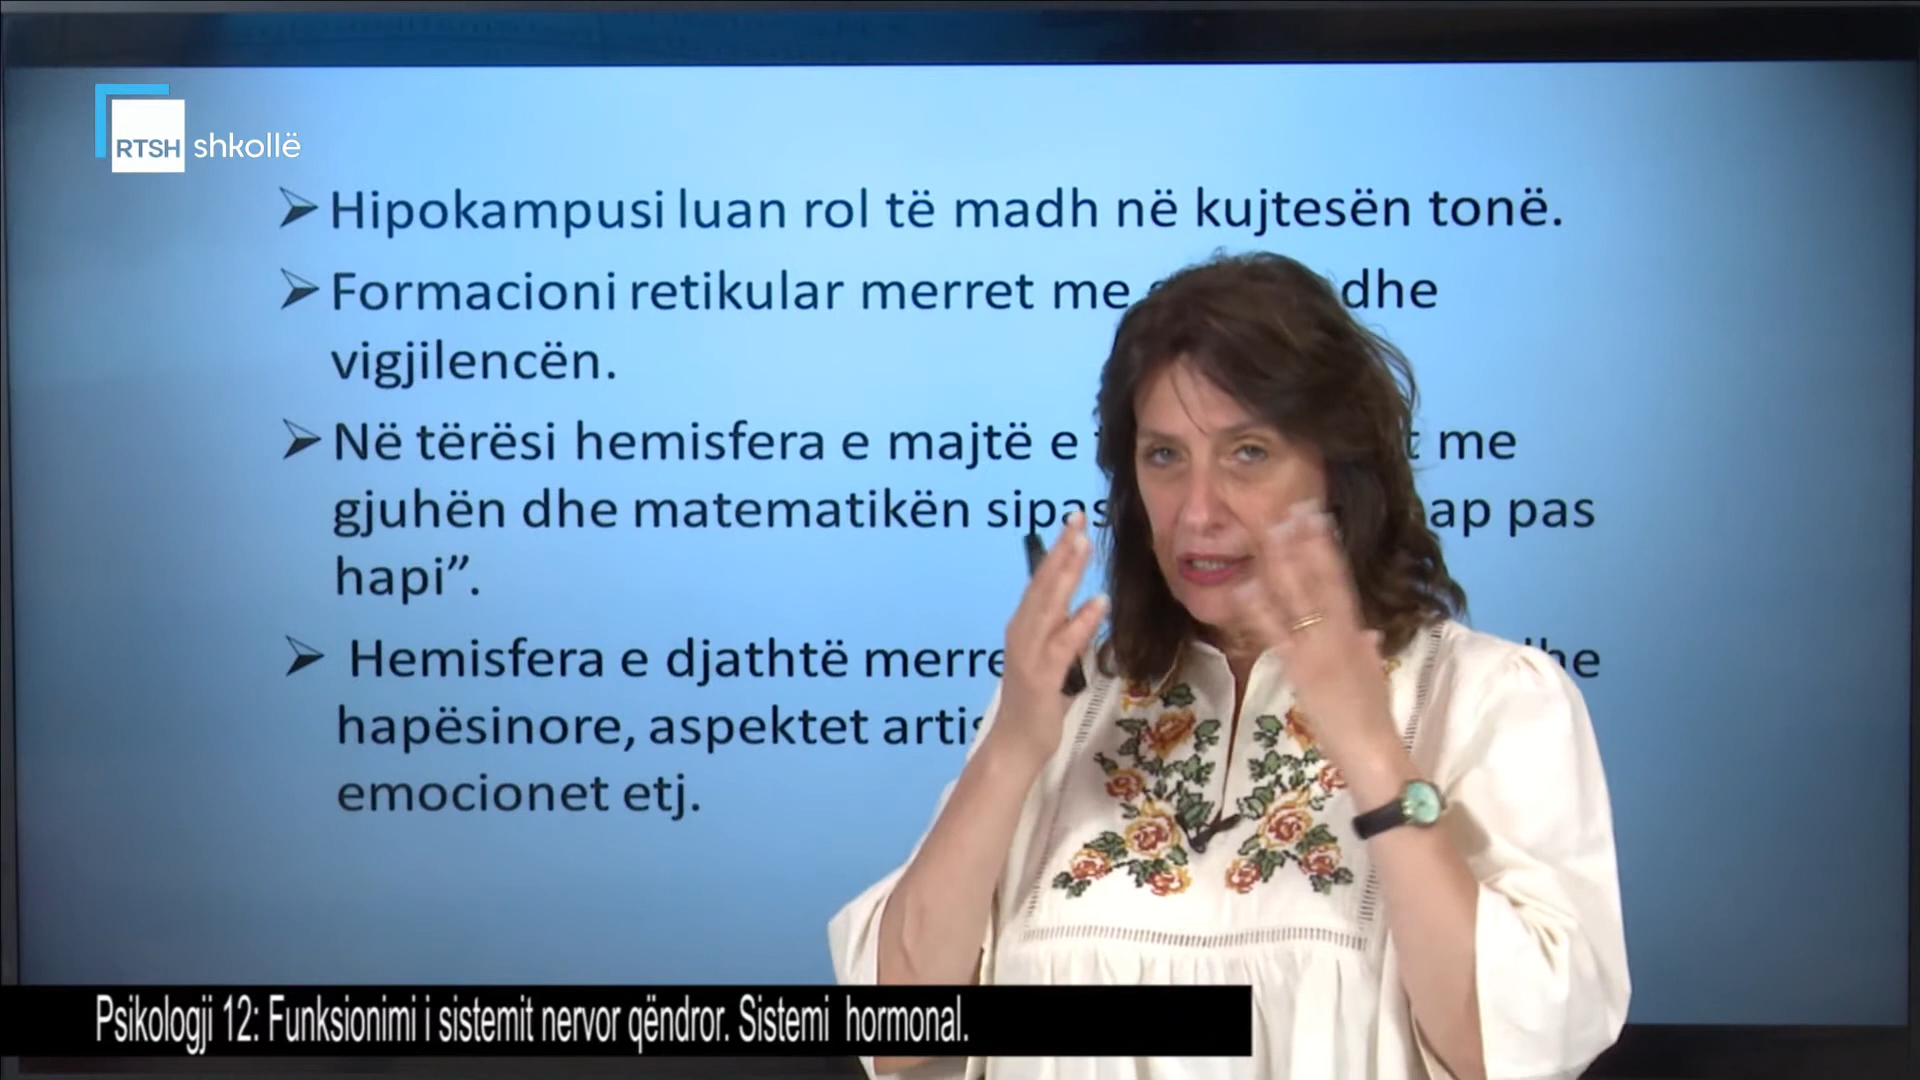 RTSH shkollë
Hipokampusi luan rol të madh në kujtesën tonë.
Formacioni retikular merret me dhe
vigjilencën.
Në tërësi hemisfera e majtë e me
gjuhën dhe matematikën sipas pas
hapi”.
Hemisfera e djathtë
hapësinore, aspektet
emocionet etj.
Psikologji 12: Funksionimi i sistemit nervor qëndror. Sistemi hormonal.